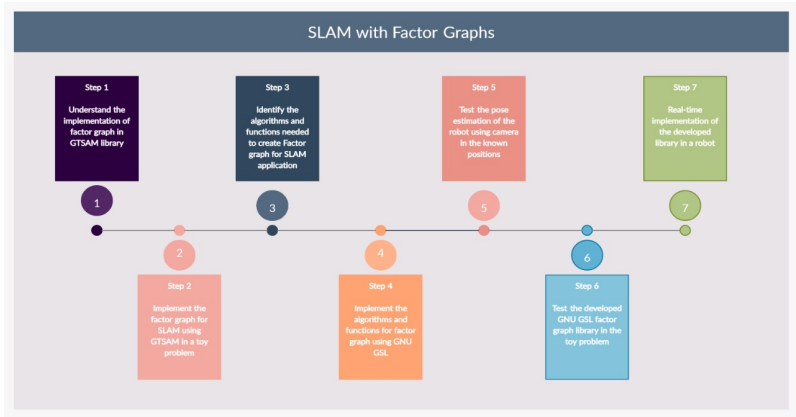 SLAM with Factor Graphs
Step 1
Understand the
implementation of
factor graph in
GTSAM library
1
2
Step 2
Implement the
factor graph for
SLAM using
GTSAM in a toy
problem
Step 3
Identify the
algorithms and
functions needed
to create Factor
graph for SLAM
application
3
4
Step 4
Implement the
algorithms and
functions for factor
graph using GNU
GSL
Step 5
Test the pose
estimation of the
robot using camera
in the known
positions
5
6
Step 6
Test the developed
GNU GSL factor
graph library in the
toy problem
Step 7
Real-time
implementation of
the developed
library in a robot
7